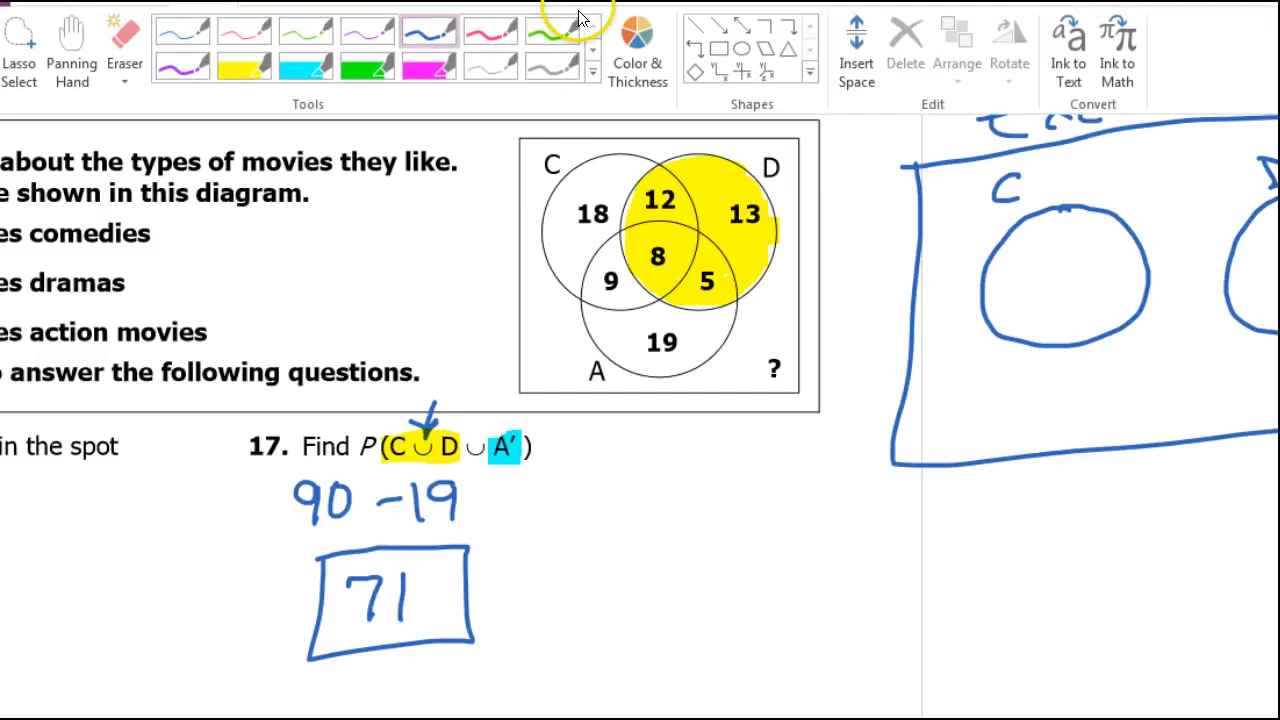 Lasso Select
Panning Hand
Eraser
Color & Thickness
Insert Space
Delete
Arrange
Rotate
Ink to Text
Ink to Math
Tools
Shapes
Edit
Convert
about the types of movies they like.
e shown in this diagram.
es comedies
es dramas
es action movies
o answer the following questions.
C
D
12
18
13
8
9
5
19
A
?
in the spot
17. Find P(C ∪ D ∪ A′)
90 - 19
71
C